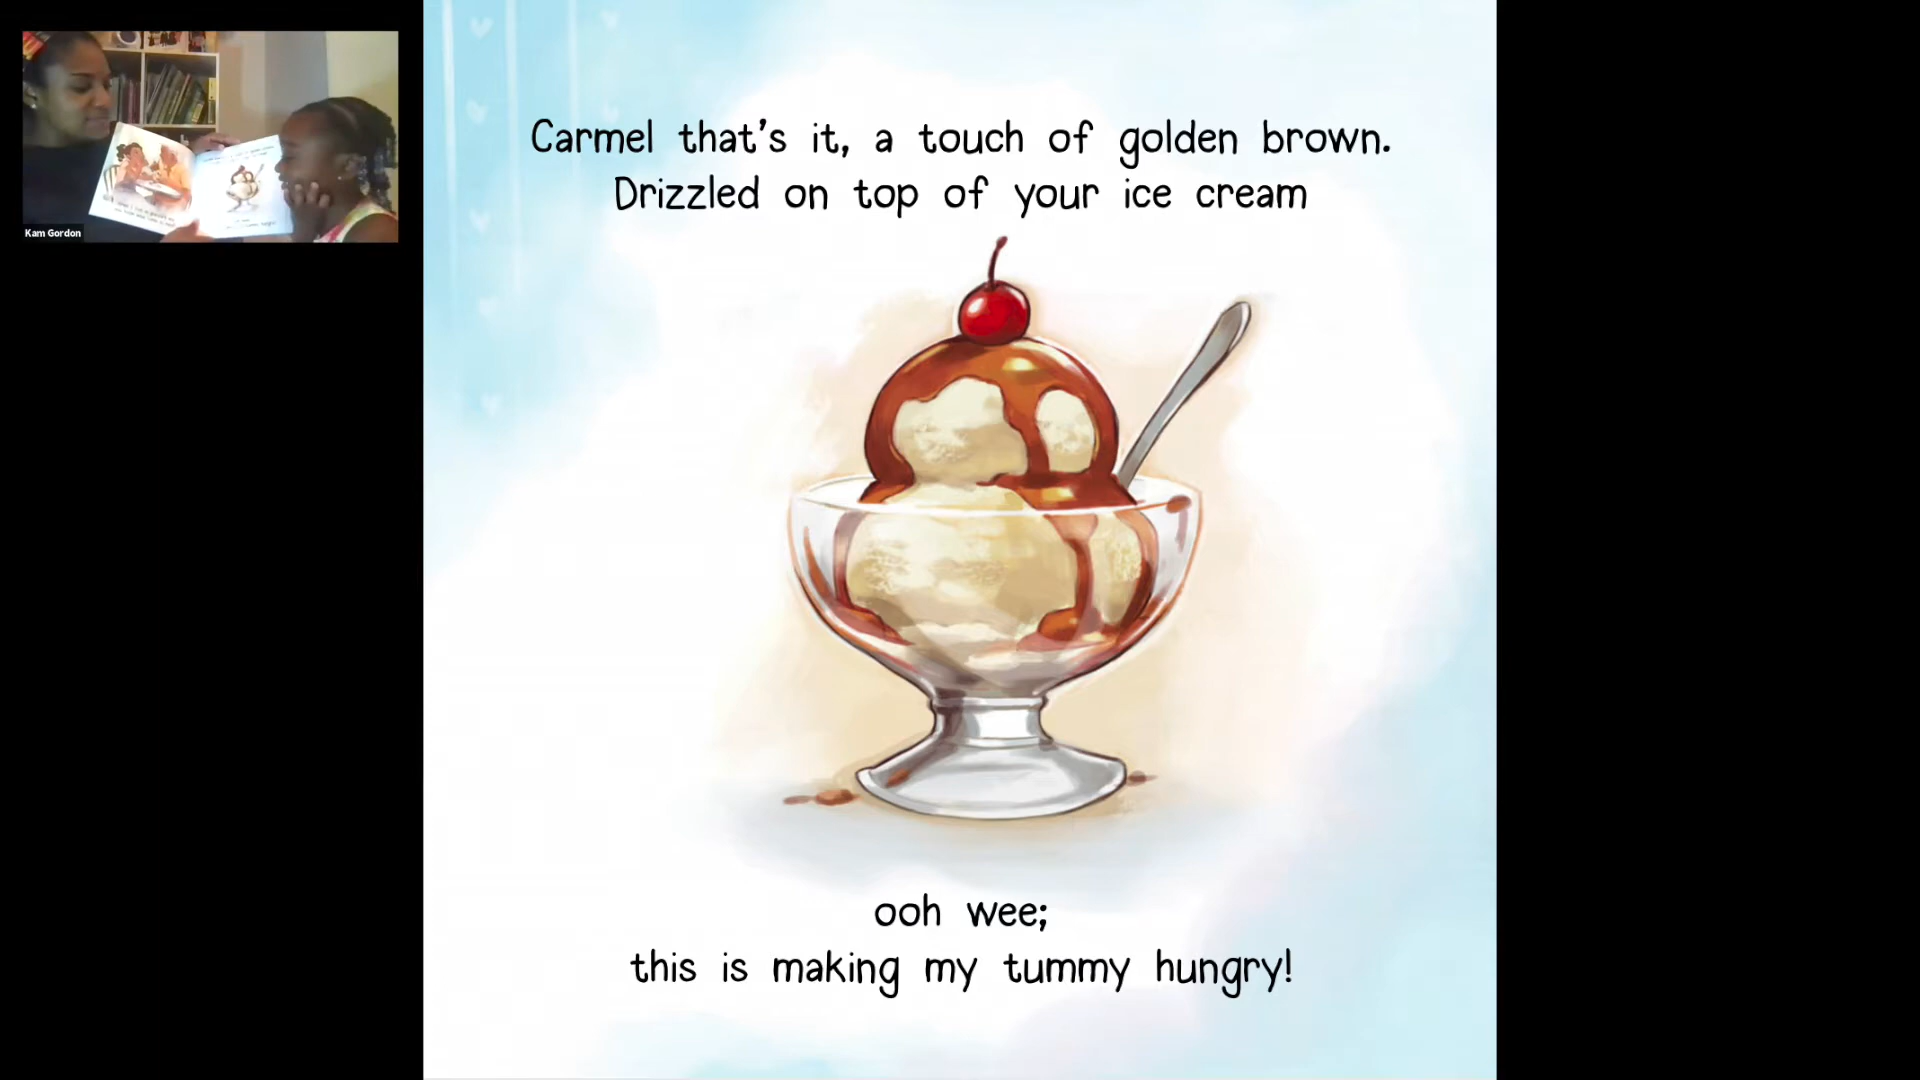 Carmel that's it, a touch of golden brown.
Drizzled on top of your ice cream
ooh wee;
this is making my tummy hungry!
Kam Gordon